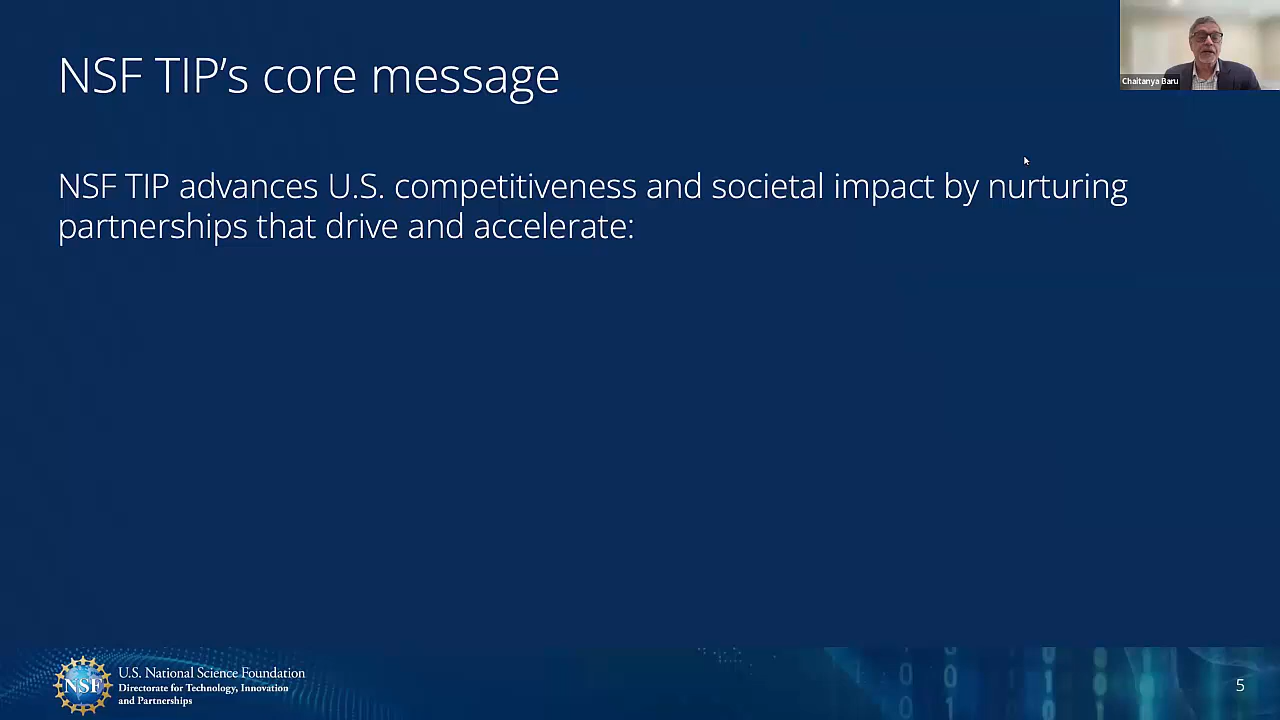 NSF TIP’s core message
Chaitanya Baru
NSF TIP advances U.S. competitiveness and societal impact by nurturing
partnerships that drive and accelerate:
NSF
U.S. National Science Foundation
Directorate for Technology, Innovation
and Partnerships
5